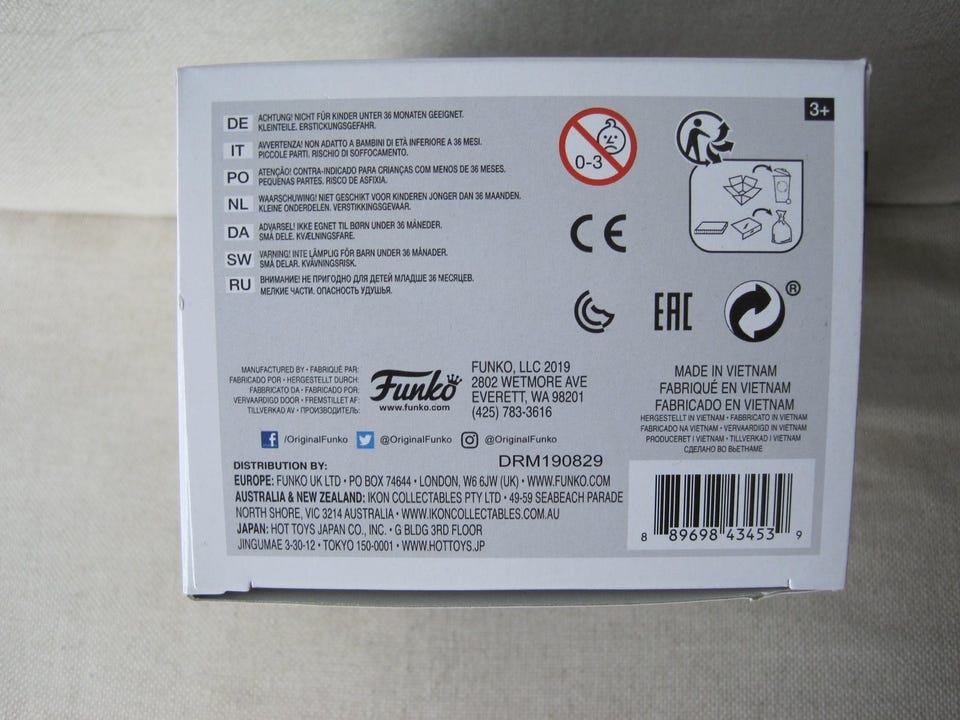 3+
DE ACHTUNG! NICHT FÜR KINDER UNTER 36 MONATEN GEEIGNET.
KLEINTEILE. ERSTICKUNGSGEFAHR.
IT AVVERTENZA! NON ADATTO A BAMBINI DI ETÀ INFERIORE A 36 MESI.
PICCOLE PARTI. RISCHIO DI SOFFOCAMENTO.
PO ATENÇÃO! CONTRA-INDICADO PARA CRIANÇAS COM MENOS DE 36 MESES.
PEQUENAS PARTES. RISCO DE ASFIXIA.
NL WAARSCHUWING! NIET GESCHIKT VOOR KINDEREN JONGER DAN 36 MAANDEN.
KLEINE ONDERDELEN. VERSTIKKINGSGEVAAR.
DA ADVARSEL! IKKE EGNET TIL BØRN UNDER 36 MÅNEDER.
SMÅ DELE. KVÆLNINGSFARE.
SW VARNING! INTE LÄMPLIG FÖR BARN UNDER 36 MÅNADER.
SMÅ DELAR. KVÄVNINGSRISK.
RU ВНИМАНИЕ! НЕ ПРИГОДНО ДЛЯ ДЕТЕЙ МЛАДШЕ 36 МЕСЯЦЕВ.
МЕЛКИЕ ЧАСТИ. ОПАСНОСТЬ УДУШЬЯ.
0-3
CE
EAC
®
MANUFACTURED BY • FABRIQUÉ PAR:
FABRICADO POR • HERGESTELLT DURCH:
FABBRICATO DA • FABRICADO POR:
VERVAARDIGD DOOR • FREMSTILLET AF:
TILLVERKAD AV • ПРОИЗВОДИТЕЛЬ:
Funko
www.funko.com
FUNKO, LLC 2019
2802 WETMORE AVE
EVERETT, WA 98201
(425) 783-3616
MADE IN VIETNAM
FABRIQUÉ EN VIETNAM
FABRICADO EN VIETNAM
HERGESTELLT IN VIETNAM • FABBRICATO IN VIETNAM
FABRICADO NA VIETNAM • VERVAARDIGD IN VIETNAM
PRODUCERET I VIETNAM • TILLVERKAD I VIETNAM
СДЕЛАНО ВО ВЬЕТНАМЕ
f /OriginalFunko @OriginalFunko @OriginalFunko
DRM190829
DISTRIBUTION BY:
EUROPE: FUNKO UK LTD • PO BOX 74644 • LONDON, W6 6JW (UK) • WWW.FUNKO.COM
AUSTRALIA & NEW ZEALAND: IKON COLLECTABLES PTY LTD • 49-59 SEABEACH PARADE
NORTH SHORE, VIC 3214 AUSTRALIA • WWW.IKONCOLLECTABLES.COM.AU
JAPAN: HOT TOYS JAPAN CO., INC. • G BLDG 3RD FLOOR
JINGUMAE 3-30-12 • TOKYO 150-0001 • WWW.HOTTOYS.JP
8 89698 43453 9